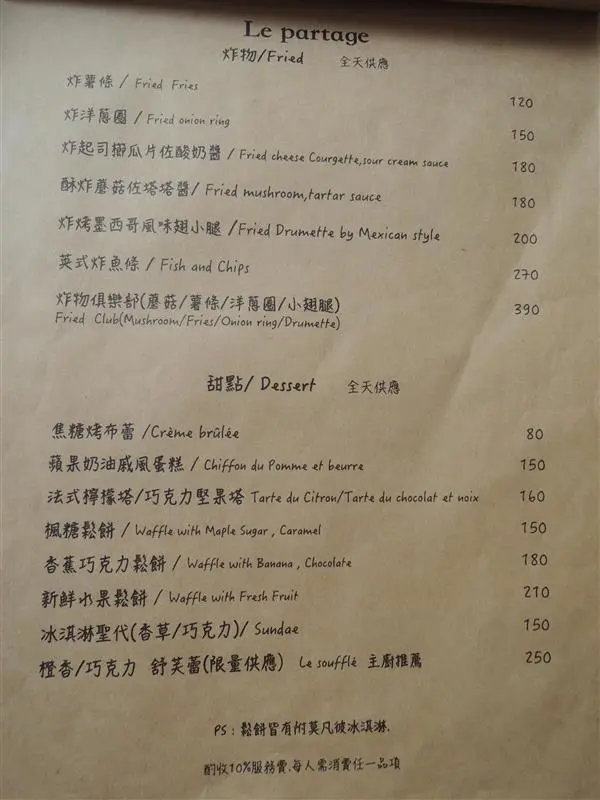 Le partage
炸物/Fried 全天供應
炸薯條 / Fried Fries 120
炸洋蔥圈 / Fried onion ring 150
炸起司櫛瓜片佐酸奶醬 / Fried cheese Courgette,sour cream sauce 180
酥炸蘑菇佐塔塔醬/ Fried mushroom,tartar sauce 180
炸烤墨西哥風味翅小腿 /Fried Drumette by Mexican style 200
英式炸魚條 / Fish and Chips 270
炸物俱樂部(蘑菇/薯條/洋蔥圈/小翅腿) 390
Fried Club(Mushroom/Fries/Onion ring/Drumette)
甜點/ Dessert 全天供應
焦糖烤布蕾 /Crème brûlée 80
蘋果奶油戚風蛋糕 / Chiffon du Pomme et beurre 150
法式檸檬塔/巧克力堅果塔 Tarte du Citron/Tarte du chocolat et noix 160
楓糖鬆餅 / Waffle with Maple Sugar , Caramel 150
香蕉巧克力鬆餅 / Waffle with Banana , Chocolate 180
新鮮水果鬆餅 / Waffle with Fresh Fruit 210
冰淇淋聖代(香草/巧克力)/ Sundae 150
橙香/巧克力 舒芙蕾(限量供應) Le soufflé 主廚推薦 250
PS : 鬆餅皆有附莫凡彼冰淇淋.
酌收10%服務費.每人需消費任一品項